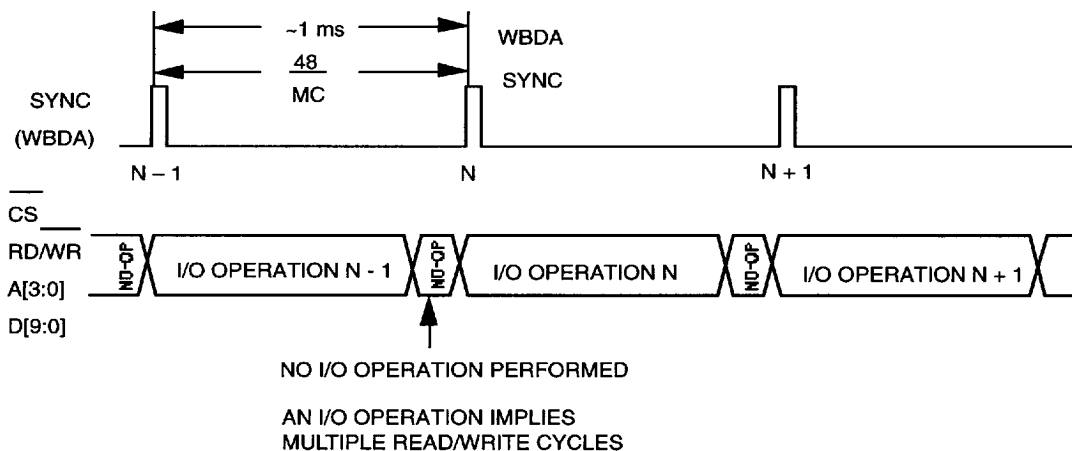 ~1 ms
WBDA
48
MC
SYNC
SYNC
(WBDA)
N – 1
N
N + 1
CS
RD/WR
A[3:0]
D[9:0]
NO-OP
I/O OPERATION N - 1
NO-OP
I/O OPERATION N
NO-OP
I/O OPERATION N + 1
NO I/O OPERATION PERFORMED
AN I/O OPERATION IMPLIES
MULTIPLE READ/WRITE CYCLES